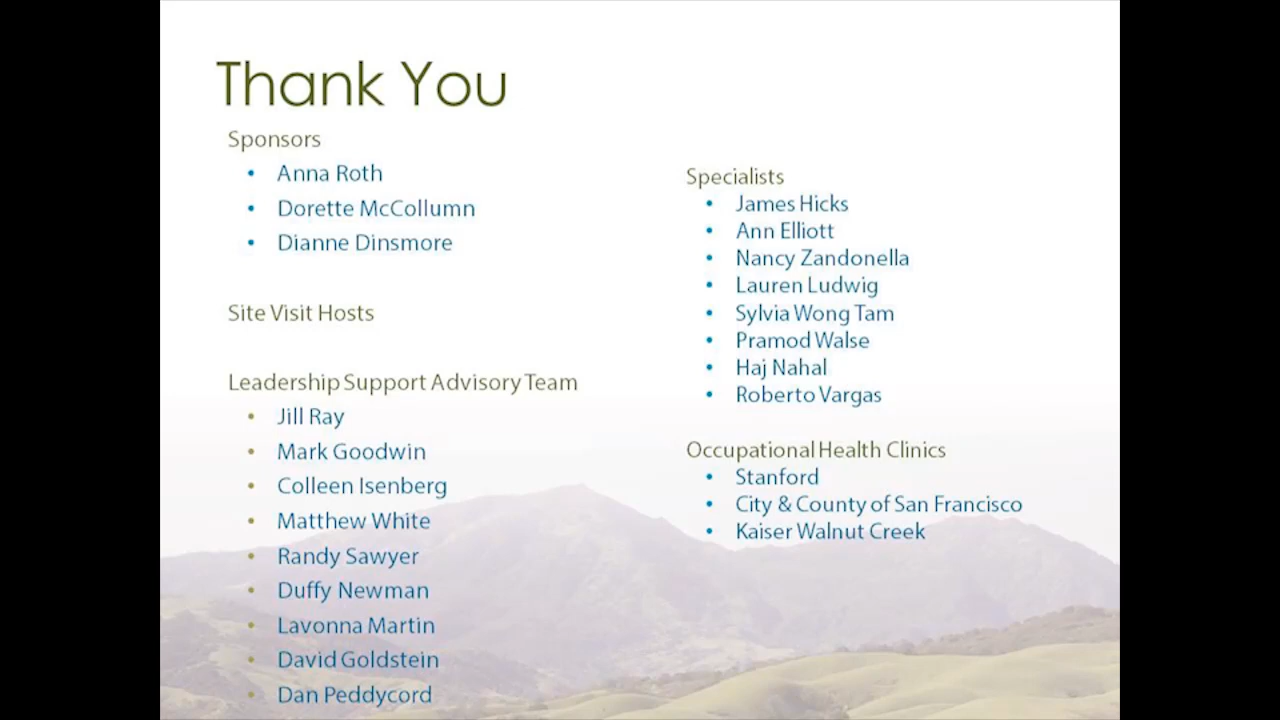 Thank You
Sponsors
• Anna Roth
• Dorette McCollumn
• Dianne Dinsmore
Site Visit Hosts
Leadership Support Advisory Team
• Jill Ray
• Mark Goodwin
• Colleen Isenberg
• Matthew White
• Randy Sawyer
• Duffy Newman
• Lavonna Martin
• David Goldstein
• Dan Peddycord
Specialists
• James Hicks
• Ann Elliott
• Nancy Zandonella
• Lauren Ludwig
• Sylvia Wong Tam
• Pramod Walse
• Haj Nahal
• Roberto Vargas
Occupational Health Clinics
• Stanford
• City & County of San Francisco
• Kaiser Walnut Creek